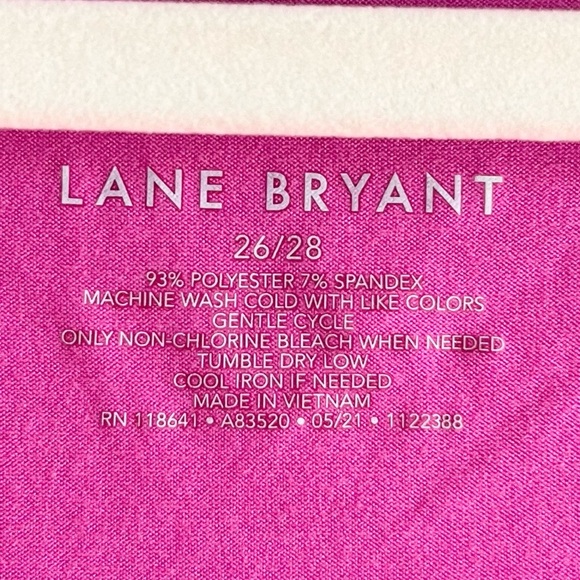 LANE BRYANT
26/28
93% POLYESTER 7% SPANDEX
MACHINE WASH COLD WITH LIKE COLORS
GENTLE CYCLE
ONLY NON-CHLORINE BLEACH WHEN NEEDED
TUMBLE DRY LOW
COOL IRON IF NEEDED
MADE IN VIETNAM
RN 118641 • A83520 • 05/21 • 1122388